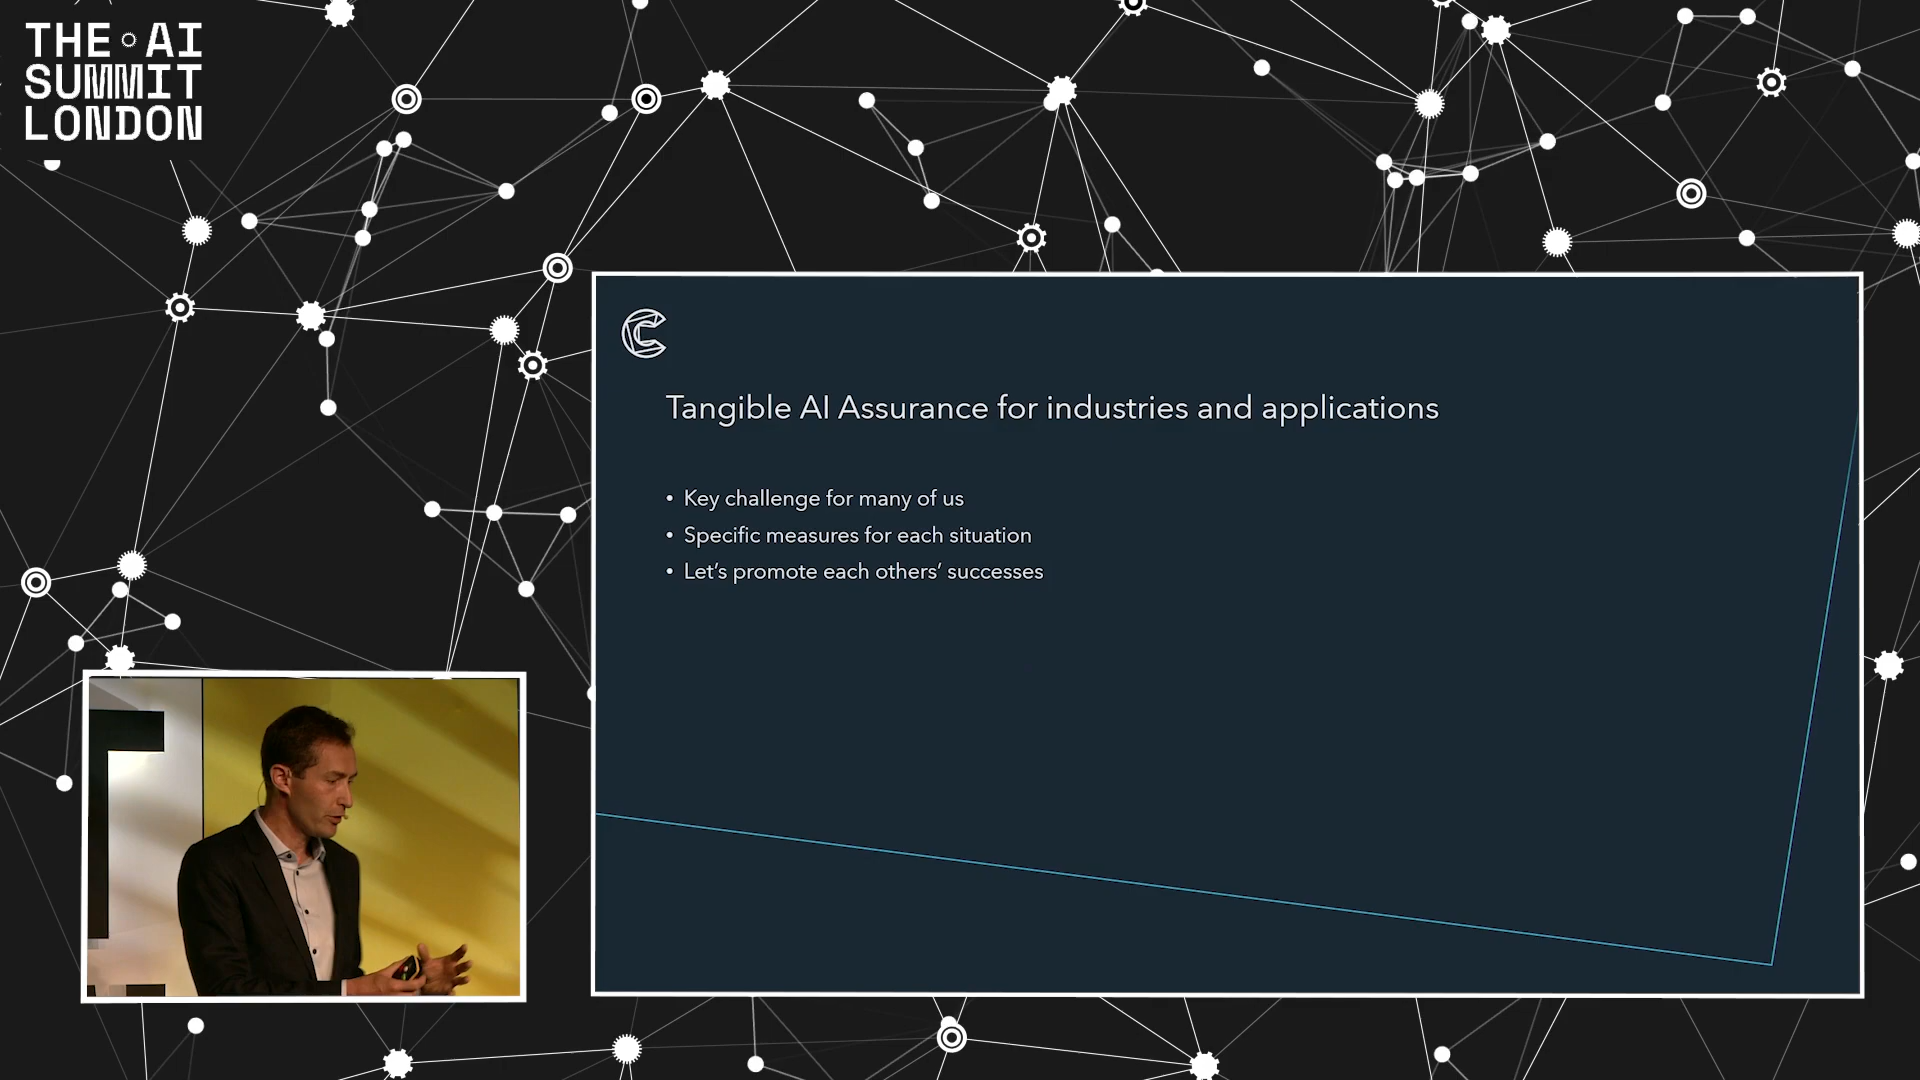 THE AI
SUMMIT
LONDON
C
Tangible AI Assurance for industries and applications
• Key challenge for many of us
• Specific measures for each situation
• Let’s promote each others’ successes